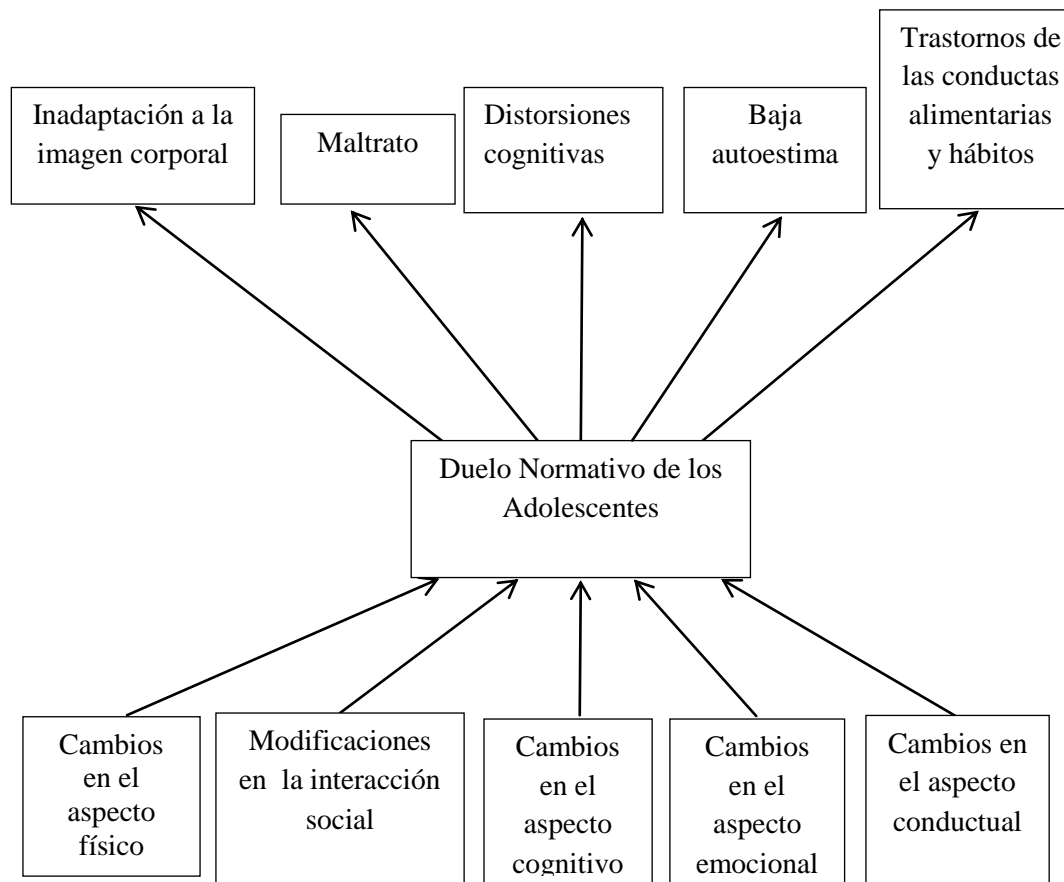 Inadaptación a la
imagen corporal
Maltrato
Distorsiones
cognitivas
Baja
autoestima
Trastornos de
las conductas
alimentarias
y hábitos
Duelo Normativo de los
Adolescentes
Cambios
en el
aspecto
físico
Modificaciones
en la interacción
social
Cambios
en el
aspecto
cognitivo
Cambios
en el
aspecto
emocional
Cambios en
el aspecto
conductual